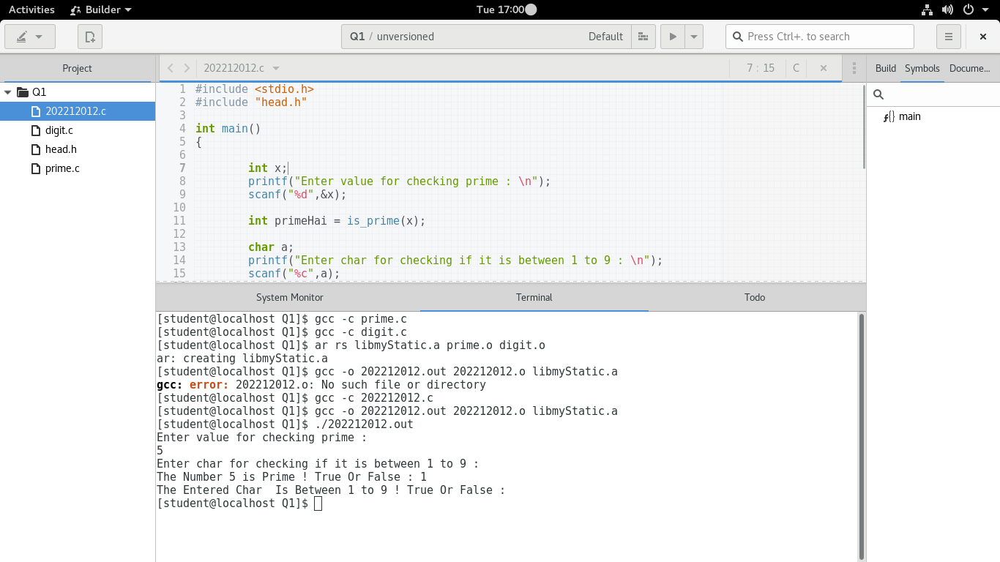 Activities Builder Tue 17:00
Q1 / unversioned Default Press Ctrl+. to search
Project
Q1
202212012.c
digit.c
head.h
prime.c
202212012.c 7 : 15 C
1 #include <stdio.h>
2 #include "head.h"
3
4 int main()
5 {
6
7 int x;
8 printf("Enter value for checking prime : \n");
9 scanf("%d",&x);
10
11 int primeHai = is_prime(x);
12
13 char a;
14 printf("Enter char for checking if it is between 1 to 9 : \n");
15 scanf("%c",a);
Build Symbols Docume...
main
System Monitor Terminal Todo
[student@localhost Q1]$ gcc -c prime.c
[student@localhost Q1]$ gcc -c digit.c
[student@localhost Q1]$ ar rs libmyStatic.a prime.o digit.o
ar: creating libmyStatic.a
[student@localhost Q1]$ gcc -o 202212012.out 202212012.o libmyStatic.a
gcc: error: 202212012.o: No such file or directory
[student@localhost Q1]$ gcc -c 202212012.c
[student@localhost Q1]$ gcc -o 202212012.out 202212012.o libmyStatic.a
[student@localhost Q1]$ ./202212012.out
Enter value for checking prime :
5
Enter char for checking if it is between 1 to 9 :
The Number 5 is Prime ! True Or False : 1
The Entered Char  Is Between 1 to 9 ! True Or False :
[student@localhost Q1]$